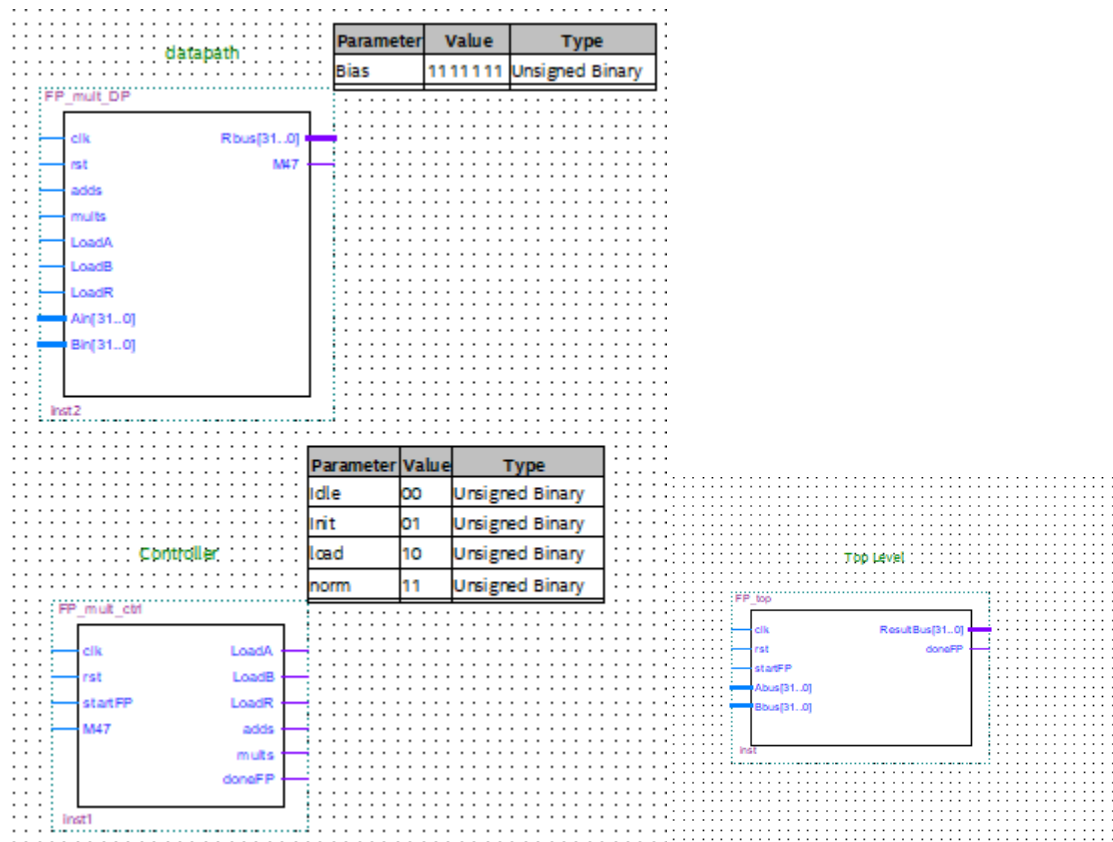 datapath
Parameter Value Type
Bias 1111111 Unsigned Binary
FP_mult_DP
clk Rbus[31..0]
rst M47
adds
mults
LoadA
LoadB
LoadR
Ain[31..0]
Bin[31..0]
inst2
Parameter Value Type
Idle 00 Unsigned Binary
Init 01 Unsigned Binary
load 10 Unsigned Binary
norm 11 Unsigned Binary
Controller
FP_mult_ctrl
clk LoadA
rst LoadB
startFP LoadR
M47 adds
mults
doneFP
inst1
Top Level
FP_top
clk ResultBus[31..0]
rst doneFP
startFP
Abus[31..0]
Bbus[31..0]
inst